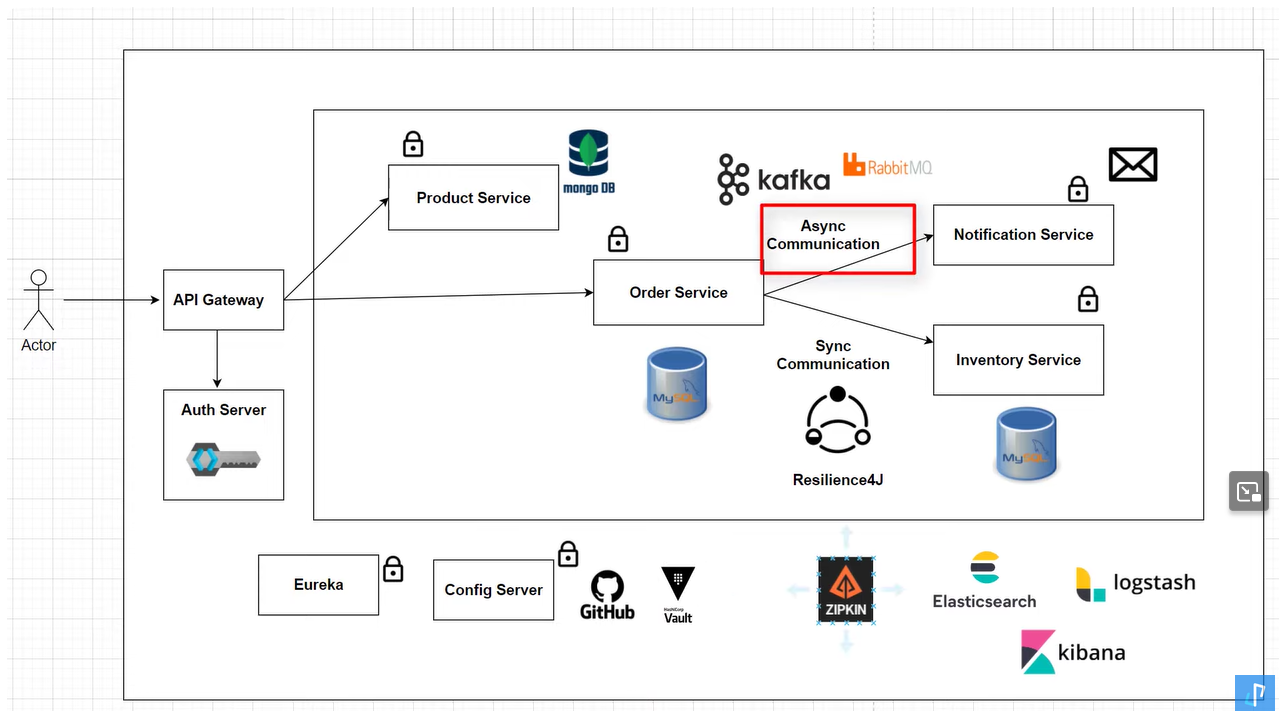 mongo DB
kafka
RabbitMQ
Product Service
Async
Communication
Notification Service
Order Service
API Gateway
Actor
Sync
Communication
Inventory Service
MySQL
Auth Server
MySQL
Resilience4J
Eureka
Config Server
GitHub
HashiCorp
Vault
ZIPKIN
Elasticsearch
logstash
kibana